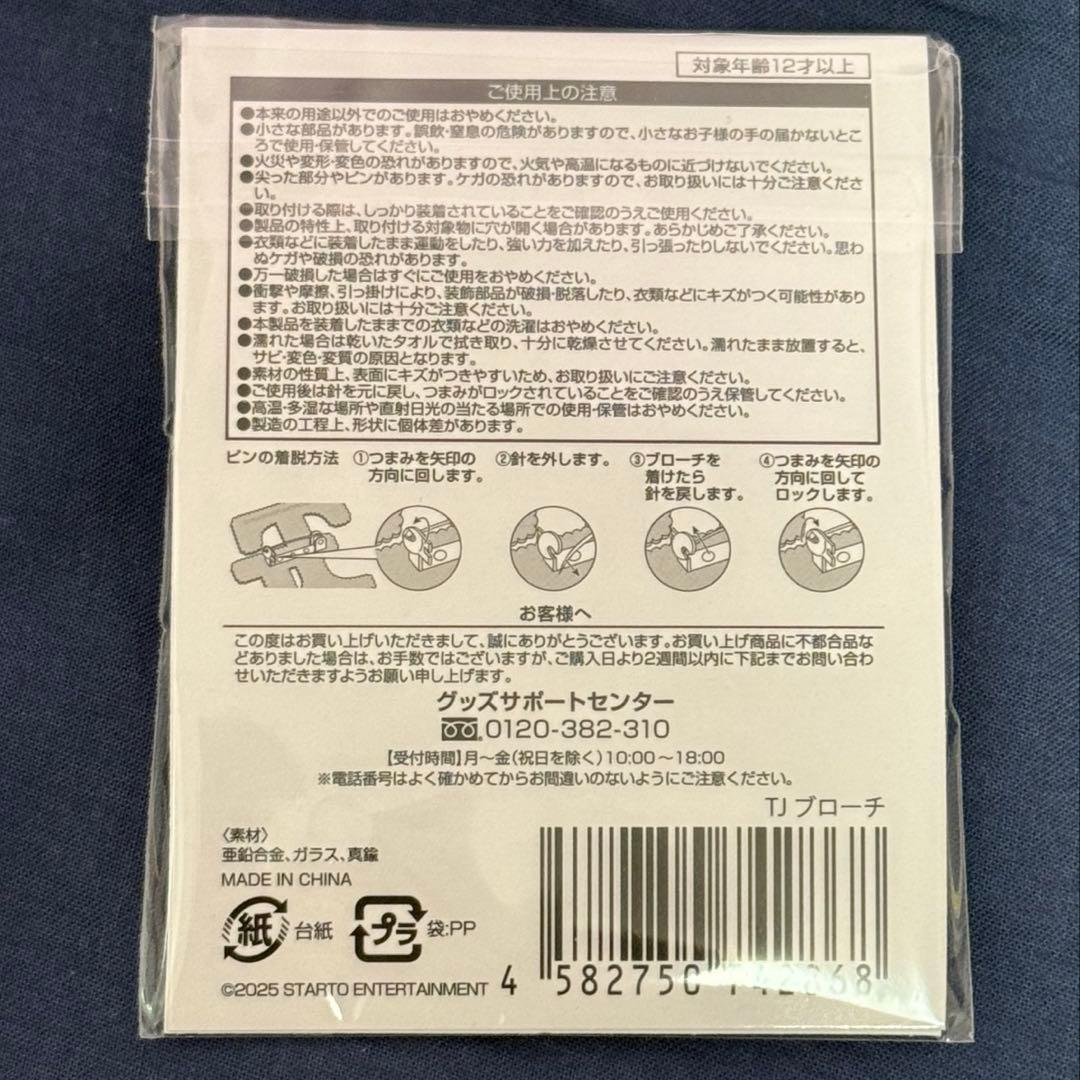 対象年齢12才以上
ご使用上の注意
●本来の用途以外でのご使用はおやめください。
●小さな部品があります。誤飲・窒息の危険がありますので、小さなお子様の手の届かないとこ
ろで使用・保管してください。
●火災や変形・変色の恐れがありますので、火気や高温になるものに近づけないでください。
●尖った部分やピンがあります。ケガの恐れがありますので、お取り扱いには十分ご注意くださ
い。
●取り付ける際は、しっかり装着されていることをご確認のうえご使用ください。
●製品の特性上、取り付ける対象物に穴が開く場合があります。あらかじめご了承ください。
●衣類などに装着したまま運動をしたり、強い力を加えたり、引っ張ったりしないでください。思わ
ぬケガや破損の恐れがあります。
●万一破損した場合はすぐにご使用をおやめください。
●衝撃や摩擦、引っ掛けにより、装飾部品が破損・脱落したり、衣類などにキズがつく可能性があり
ます。お取り扱いには十分ご注意ください。
●本製品を装着したままでの衣類などの洗濯はおやめください。
●濡れた場合は乾いたタオルで拭き取り、十分に乾燥させてください。濡れたまま放置すると、
サビ・変色・変質の原因となります。
●素材の性質上、表面にキズがつきやすいため、お取り扱いにご注意ください。
●ご使用後は針を元に戻し、つまみがロックされていることをご確認のうえ保管してください。
●高温・多湿な場所や直射日光の当たる場所での使用・保管はおやめください。
●製造の工程上、形状に個体差があります。
ピンの着脱方法 ①つまみを矢印の
方向に回します。
②針を外します。
③ブローチを
着けたら
針を戻します。
④つまみを矢印の
方向に回して
ロックします。
お客様へ
この度はお買い上げいただきまして、誠にありがとうございます。お買い上げ商品に不都合品な
どありました場合は、お手数ではございますが、ご購入日より2週間以内に下記までお問い合わ
せいただきますようお願い申し上げます。
グッズサポートセンター
0120-382-310
【受付時間】月～金(祝日を除く)10:00～18:00
※電話番号はよく確かめてからお間違いのないようにご注意ください。
TJ ブローチ
〈素材〉
亜鉛合金、ガラス、真鍮
MADE IN CHINA
紙 台紙 プラ 袋:PP
©2025 STARTO ENTERTAINMENT
4 582750 742868